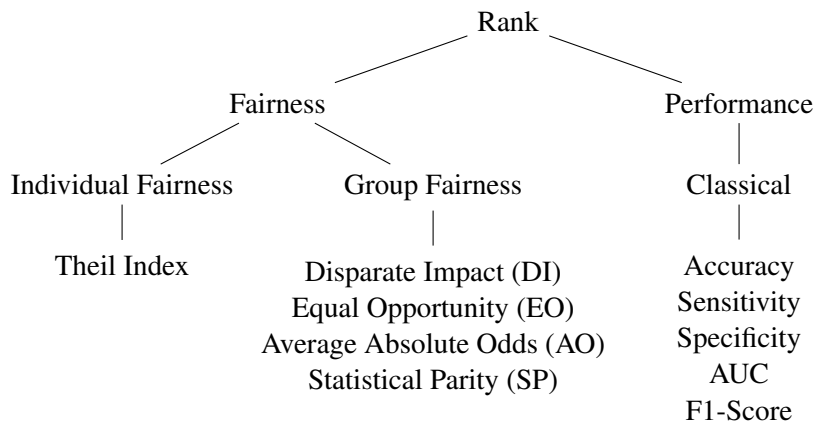 Rank
Fairness
Performance
Individual Fairness
Group Fairness
Classical
Theil Index
Disparate Impact (DI)
Equal Opportunity (EO)
Average Absolute Odds (AO)
Statistical Parity (SP)
Accuracy
Sensitivity
Specificity
AUC
F1-Score